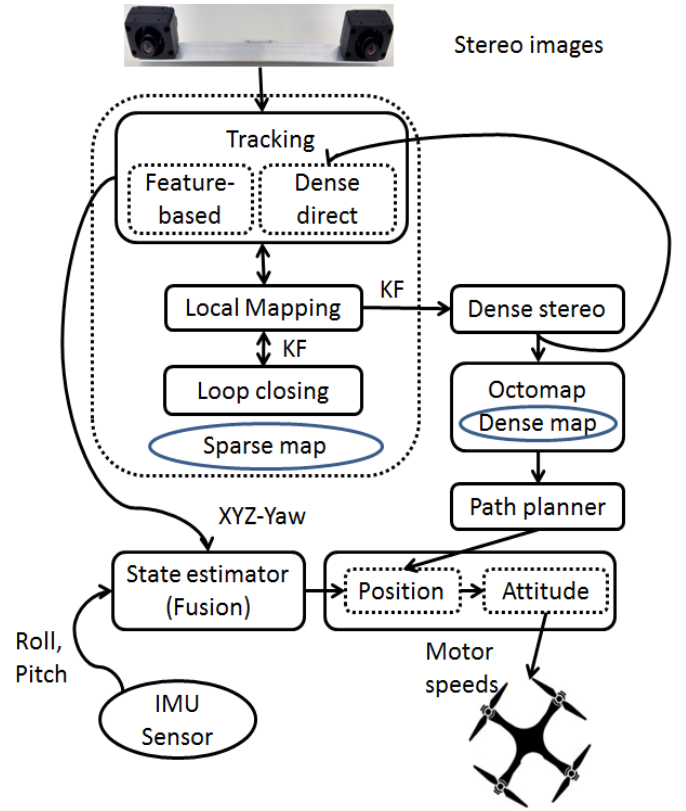 Stereo images
Tracking
Feature-
based
Dense
direct
Local Mapping
KF
Dense stereo
KF
Loop closing
Octomap
Dense map
Sparse map
Path planner
XYZ-Yaw
State estimator
(Fusion)
Position
Attitude
Roll,
Pitch
Motor
speeds
IMU
Sensor